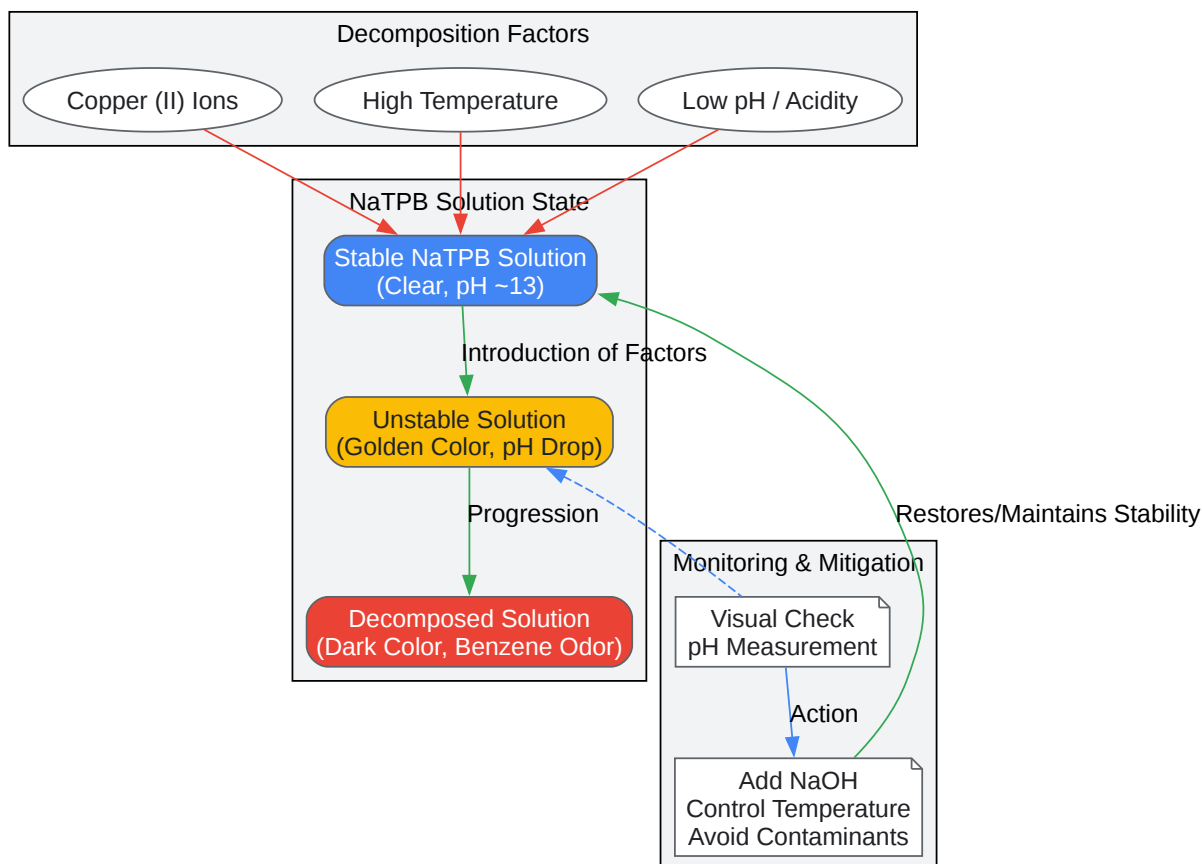 Decomposition Factors
Copper (II) Ions
High Temperature
Low pH / Acidity
NaTPB Solution State
Stable NaTPB Solution
(Clear, pH ~13)
Introduction of Factors
Unstable Solution
(Golden Color, pH Drop)
Progression
Restores/Maintains Stability
Decomposed Solution
(Dark Color, Benzene Odor)
Monitoring & Mitigation
Visual Check
pH Measurement
Action
Add NaOH
Control Temperature
Avoid Contaminants